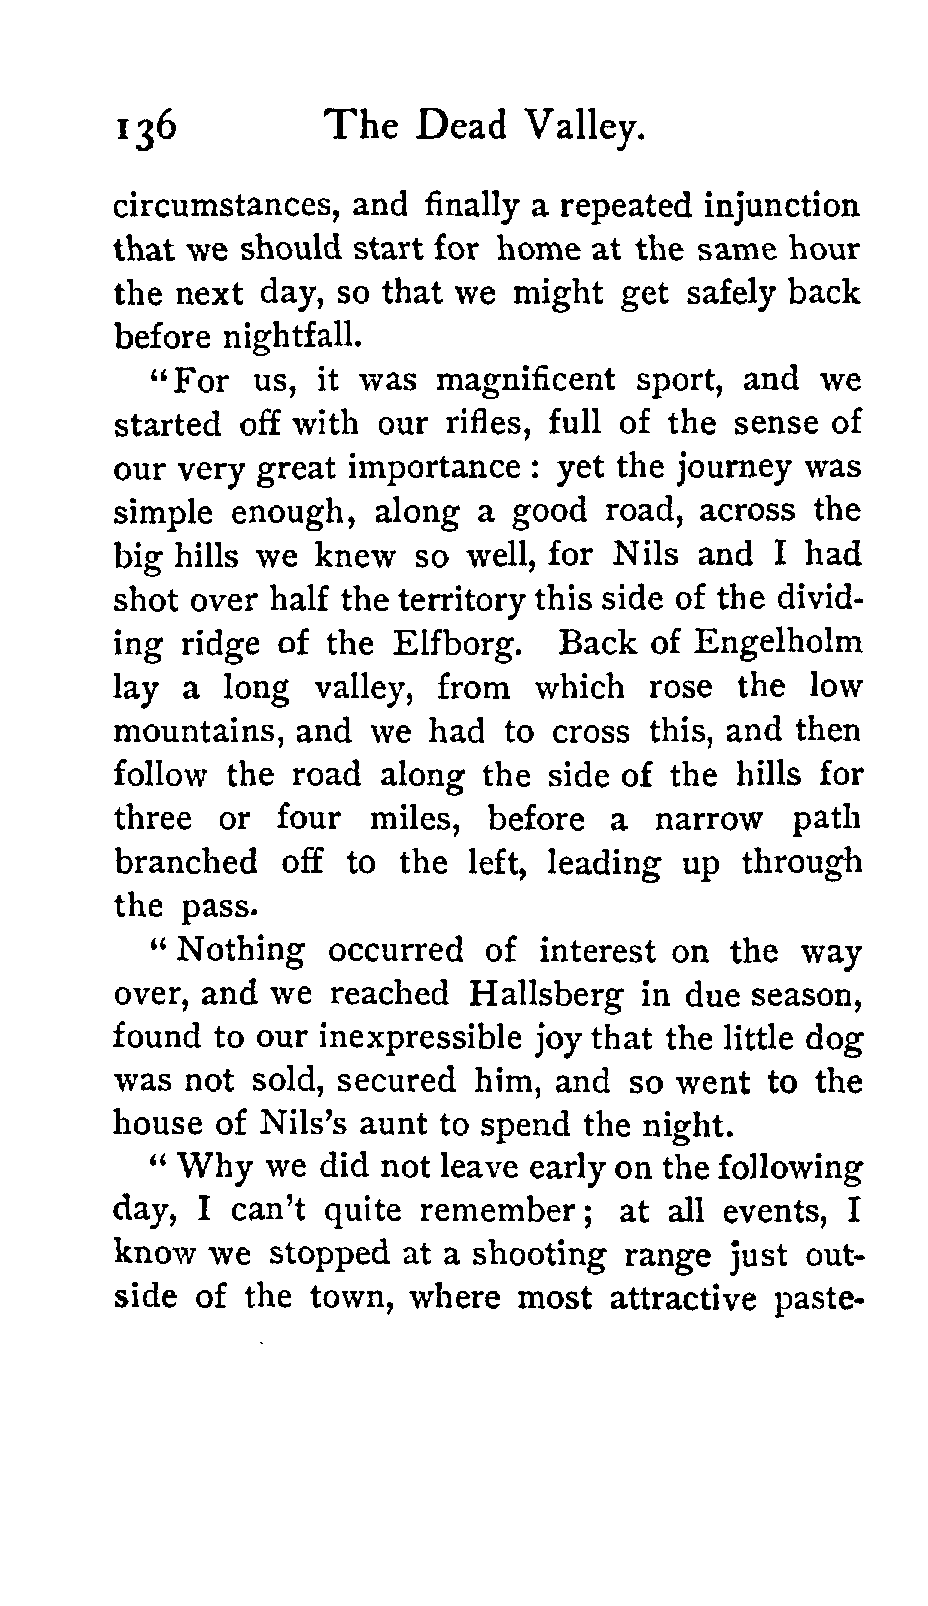 136 The Dead Valley.
circumstances, and finally a repeated injunction
that we should start for home at the same hour
the next day, so that we might get safely back
before nightfall.
"For us, it was magnificent sport, and we
started off with our rifles, full of the sense of
our very great importance : yet the journey was
simple enough, along a good road, across the
big hills we knew so well, for Nils and I had
shot over half the territory this side of the divid-
ing ridge of the Elfborg. Back of Engelholm
lay a long valley, from which rose the low
mountains, and we had to cross this, and then
follow the road along the side of the hills for
three or four miles, before a narrow path
branched off to the left, leading up through
the pass.
" Nothing occurred of interest on the way
over, and we reached Hallsberg in due season,
found to our inexpressible joy that the little dog
was not sold, secured him, and so went to the
house of Nils's aunt to spend the night.
" Why we did not leave early on the following
day, I can't quite remember ; at all events, I
know we stopped at a shooting range just out-
side of the town, where most attractive paste-